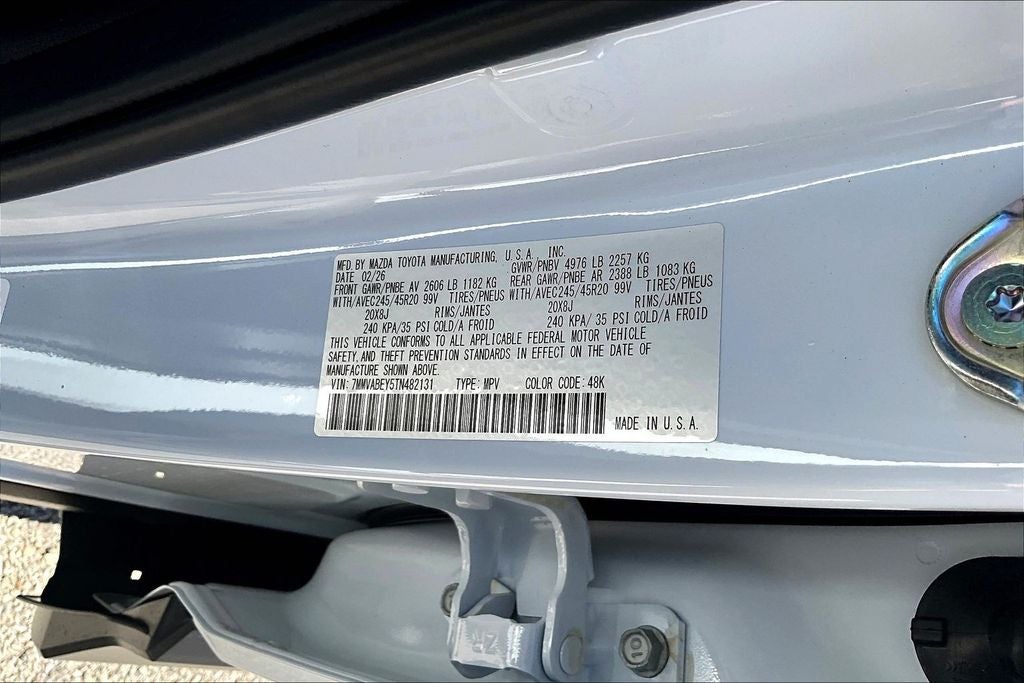 MFD. BY MAZDA TOYOTA MANUFACTURING, U.S.A. INC.
DATE 02/26 GVWR/PNBV 4976 LB 2257 KG
FRONT GAWR/PNBE AV 2606 LB 1182 KG REAR GAWR/PNBE AR 2388 LB 1083 KG
WITH/AVEC245/45R20 99V TIRES/PNEUS WITH/AVEC245/45R20 99V TIRES/PNEUS
20X8J RIMS/JANTES 20X8J RIMS/JANTES
240 KPA/35 PSI COLD/A FROID 240 KPA/ 35 PSI COLD/A FROID
THIS VEHICLE CONFORMS TO ALL APPLICABLE FEDERAL MOTOR VEHICLE
SAFETY, AND THEFT PREVENTION STANDARDS IN EFFECT ON THE DATE OF
MANUFACTURE SHOWN ABOVE.
VIN: 7MMVABEY5TN482131 TYPE: MPV COLOR CODE: 48K
MADE IN U.S.A.
10